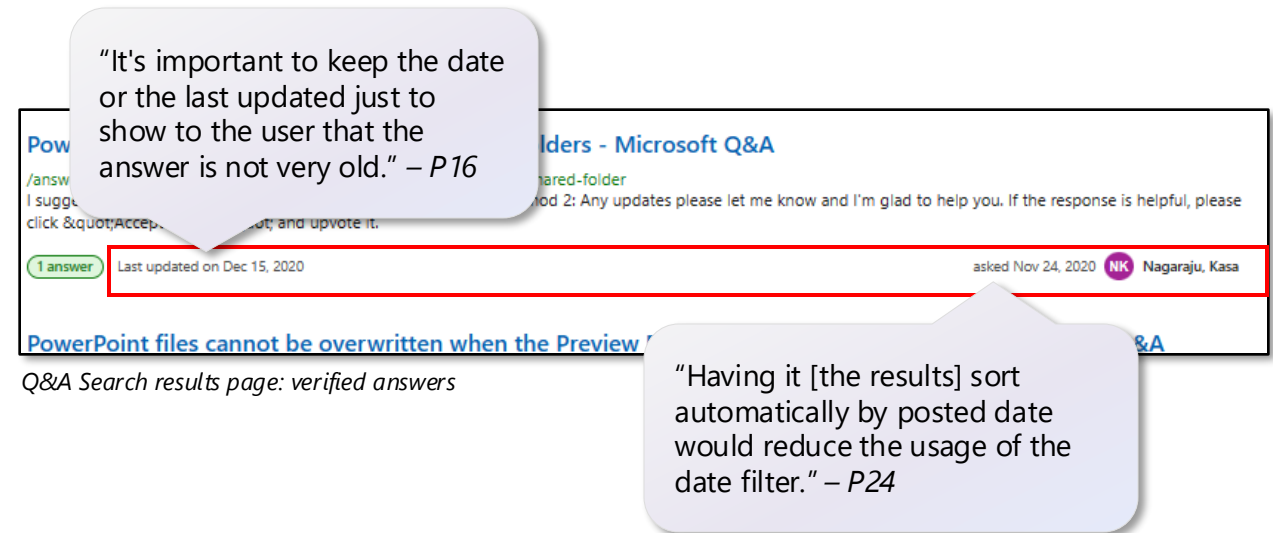 “It's important to keep the date
or the last updated just to
show to the user that the
answer is not very old.” – P16
Pow lders - Microsoft Q&A
/answ hared-folder
I sugge nod 2: Any updates please let me know and I'm glad to help you. If the response is helpful, please
click &quot;Accept ot; and upvote it.
1 answer Last updated on Dec 15, 2020 asked Nov 24, 2020 NK Nagaraju, Kasa
PowerPoint files cannot be overwritten when the Preview &A
Q&A Search results page: verified answers
“Having it [the results] sort
automatically by posted date
would reduce the usage of the
date filter.” – P24